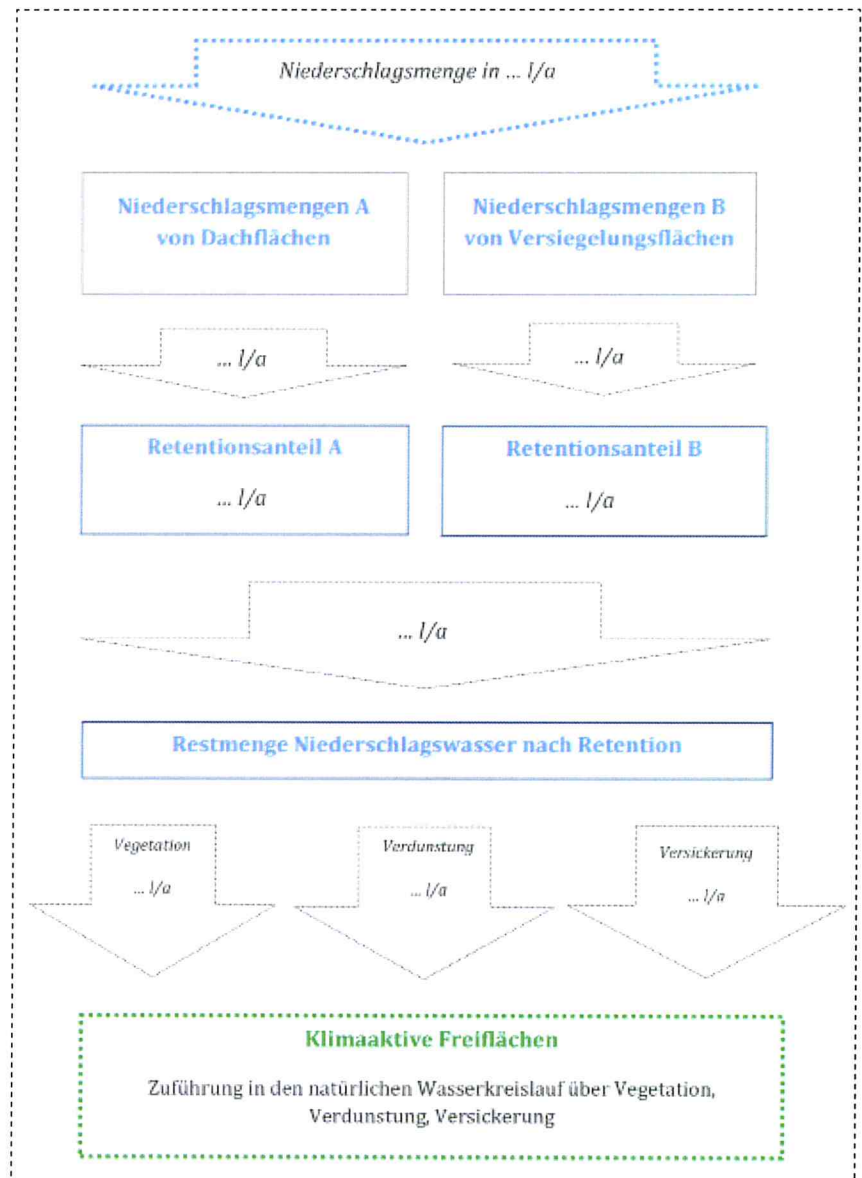 Niederschlagsmenge in ... l/a
Niederschlagsmengen A
von Dachflächen
Niederschlagsmengen B
von Versiegelungsflächen
... l/a
... l/a
Retentionsanteil A
... l/a
Retentionsanteil B
... l/a
... l/a
Restmenge Niederschlagswasser nach Retention
Vegetation
... l/a
Verdunstung
... l/a
Versickerung
... l/a
Klimaaktive Freiflächen
Zuführung in den natürlichen Wasserkreislauf über Vegetation,
Verdunstung, Versickerung